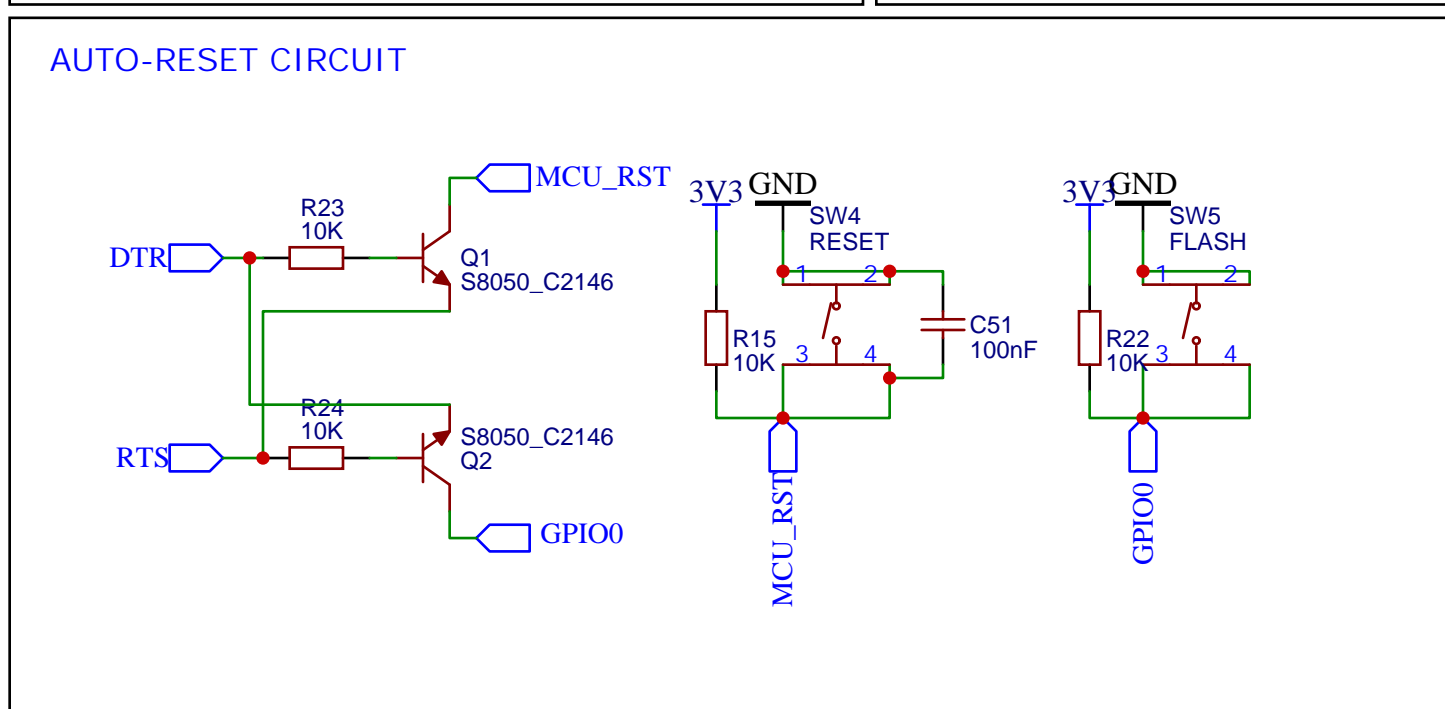 AUTO-RESET CIRCUIT
MCU_RST
R23
10K
DTR
Q1
S8050_C2146
R24
10K
RTS
S8050_C2146
Q2
GPIO0
3V3
GND
SW4
RESET
1
2
R15
10K
3
4
C51
100nF
MCU_RST
3V3
GND
SW5
FLASH
1
2
R22
10K
3
4
GPIO0